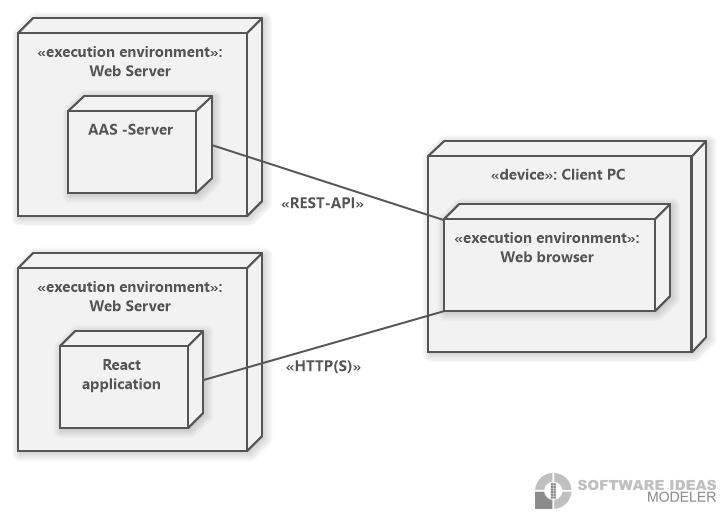 «execution environment»:
Web Server
AAS -Server
«REST-API»
«device»: Client PC
«execution environment»:
Web browser
«execution environment»:
Web Server
React
application
«HTTP(S)»
SOFTWARE IDEAS
MODELER